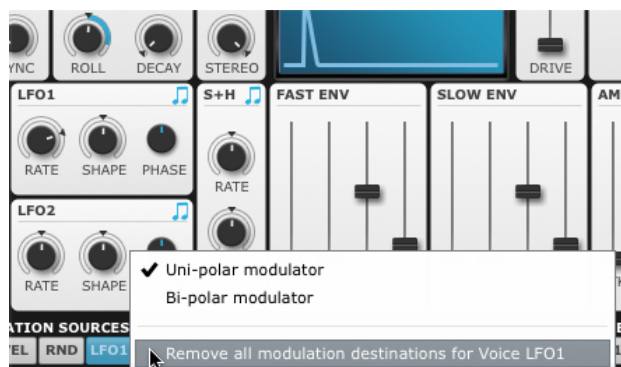 YNC ROLL DECAY STEREO DRIVE
LFO1 S+H FAST ENV SLOW ENV AM
RATE SHAPE PHASE
RATE
LFO2
RATE SHAPE
Uni-polar modulator
Bi-polar modulator
ATION SOURCES
EL RND LFO1
Remove all modulation destinations for Voice LFO1